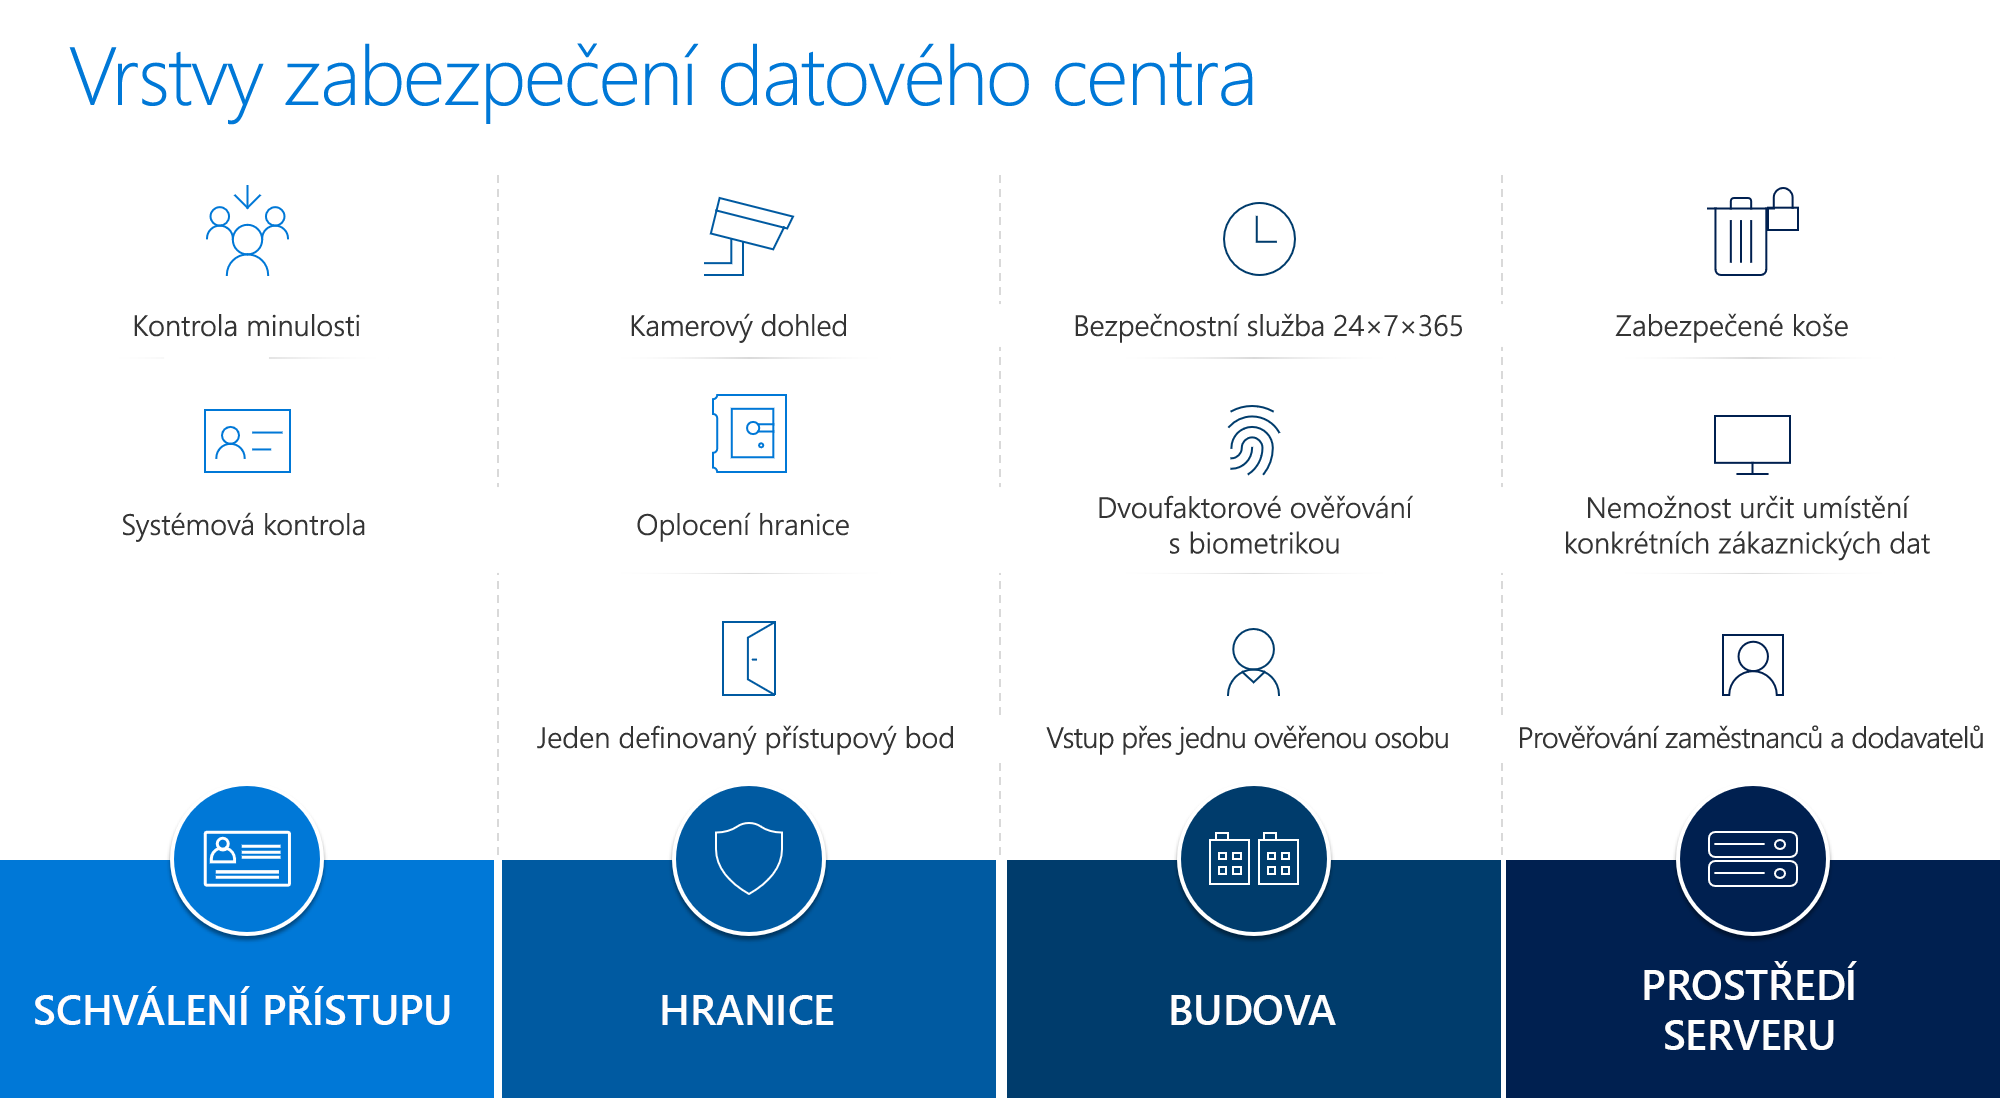 Vrstvy zabezpečení datového centra
Kontrola minulosti
Systémová kontrola
SCHVÁLENÍ PŘÍSTUPU
Kamerový dohled
Oplocení hranice
Jeden definovaný přístupový bod
HRANICE
Bezpečnostní služba 24×7×365
Dvoufaktorové ověřování
s biometrikou
Vstup přes jednu ověřenou osobu
BUDOVA
Zabezpečené koše
Nemožnost určit umístění
konkrétních zákaznických dat
Prověřování zaměstnanců a dodavatelů
PROSTŘEDÍ
SERVERU